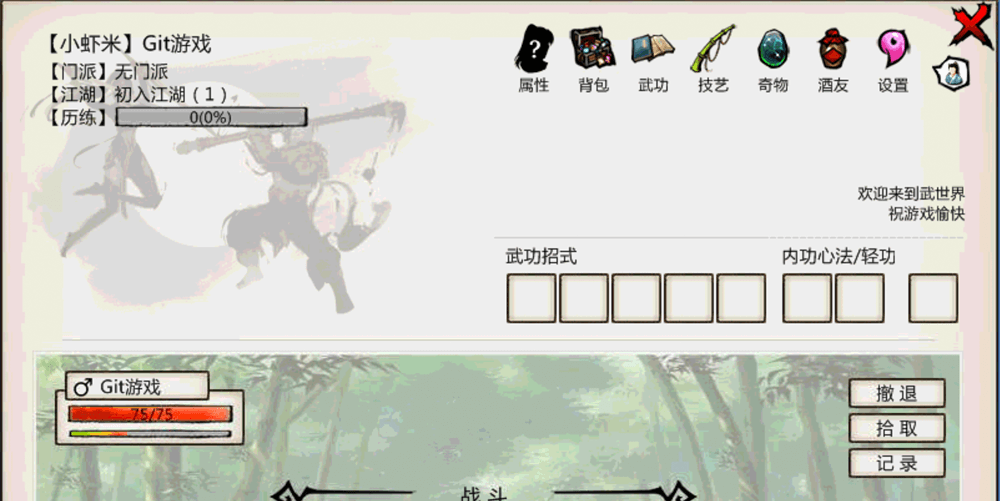 【小虾米】Git游戏
【门派】无门派
【江湖】初入江湖（1）
【历练】 0(0%)
?
属性 背包 武功 技艺 奇物 酒友 设置
欢迎来到武世界
祝游戏愉快
武功招式 内功心法/轻功
♂ Git游戏
75/75
撤退
拾取
记录
战斗